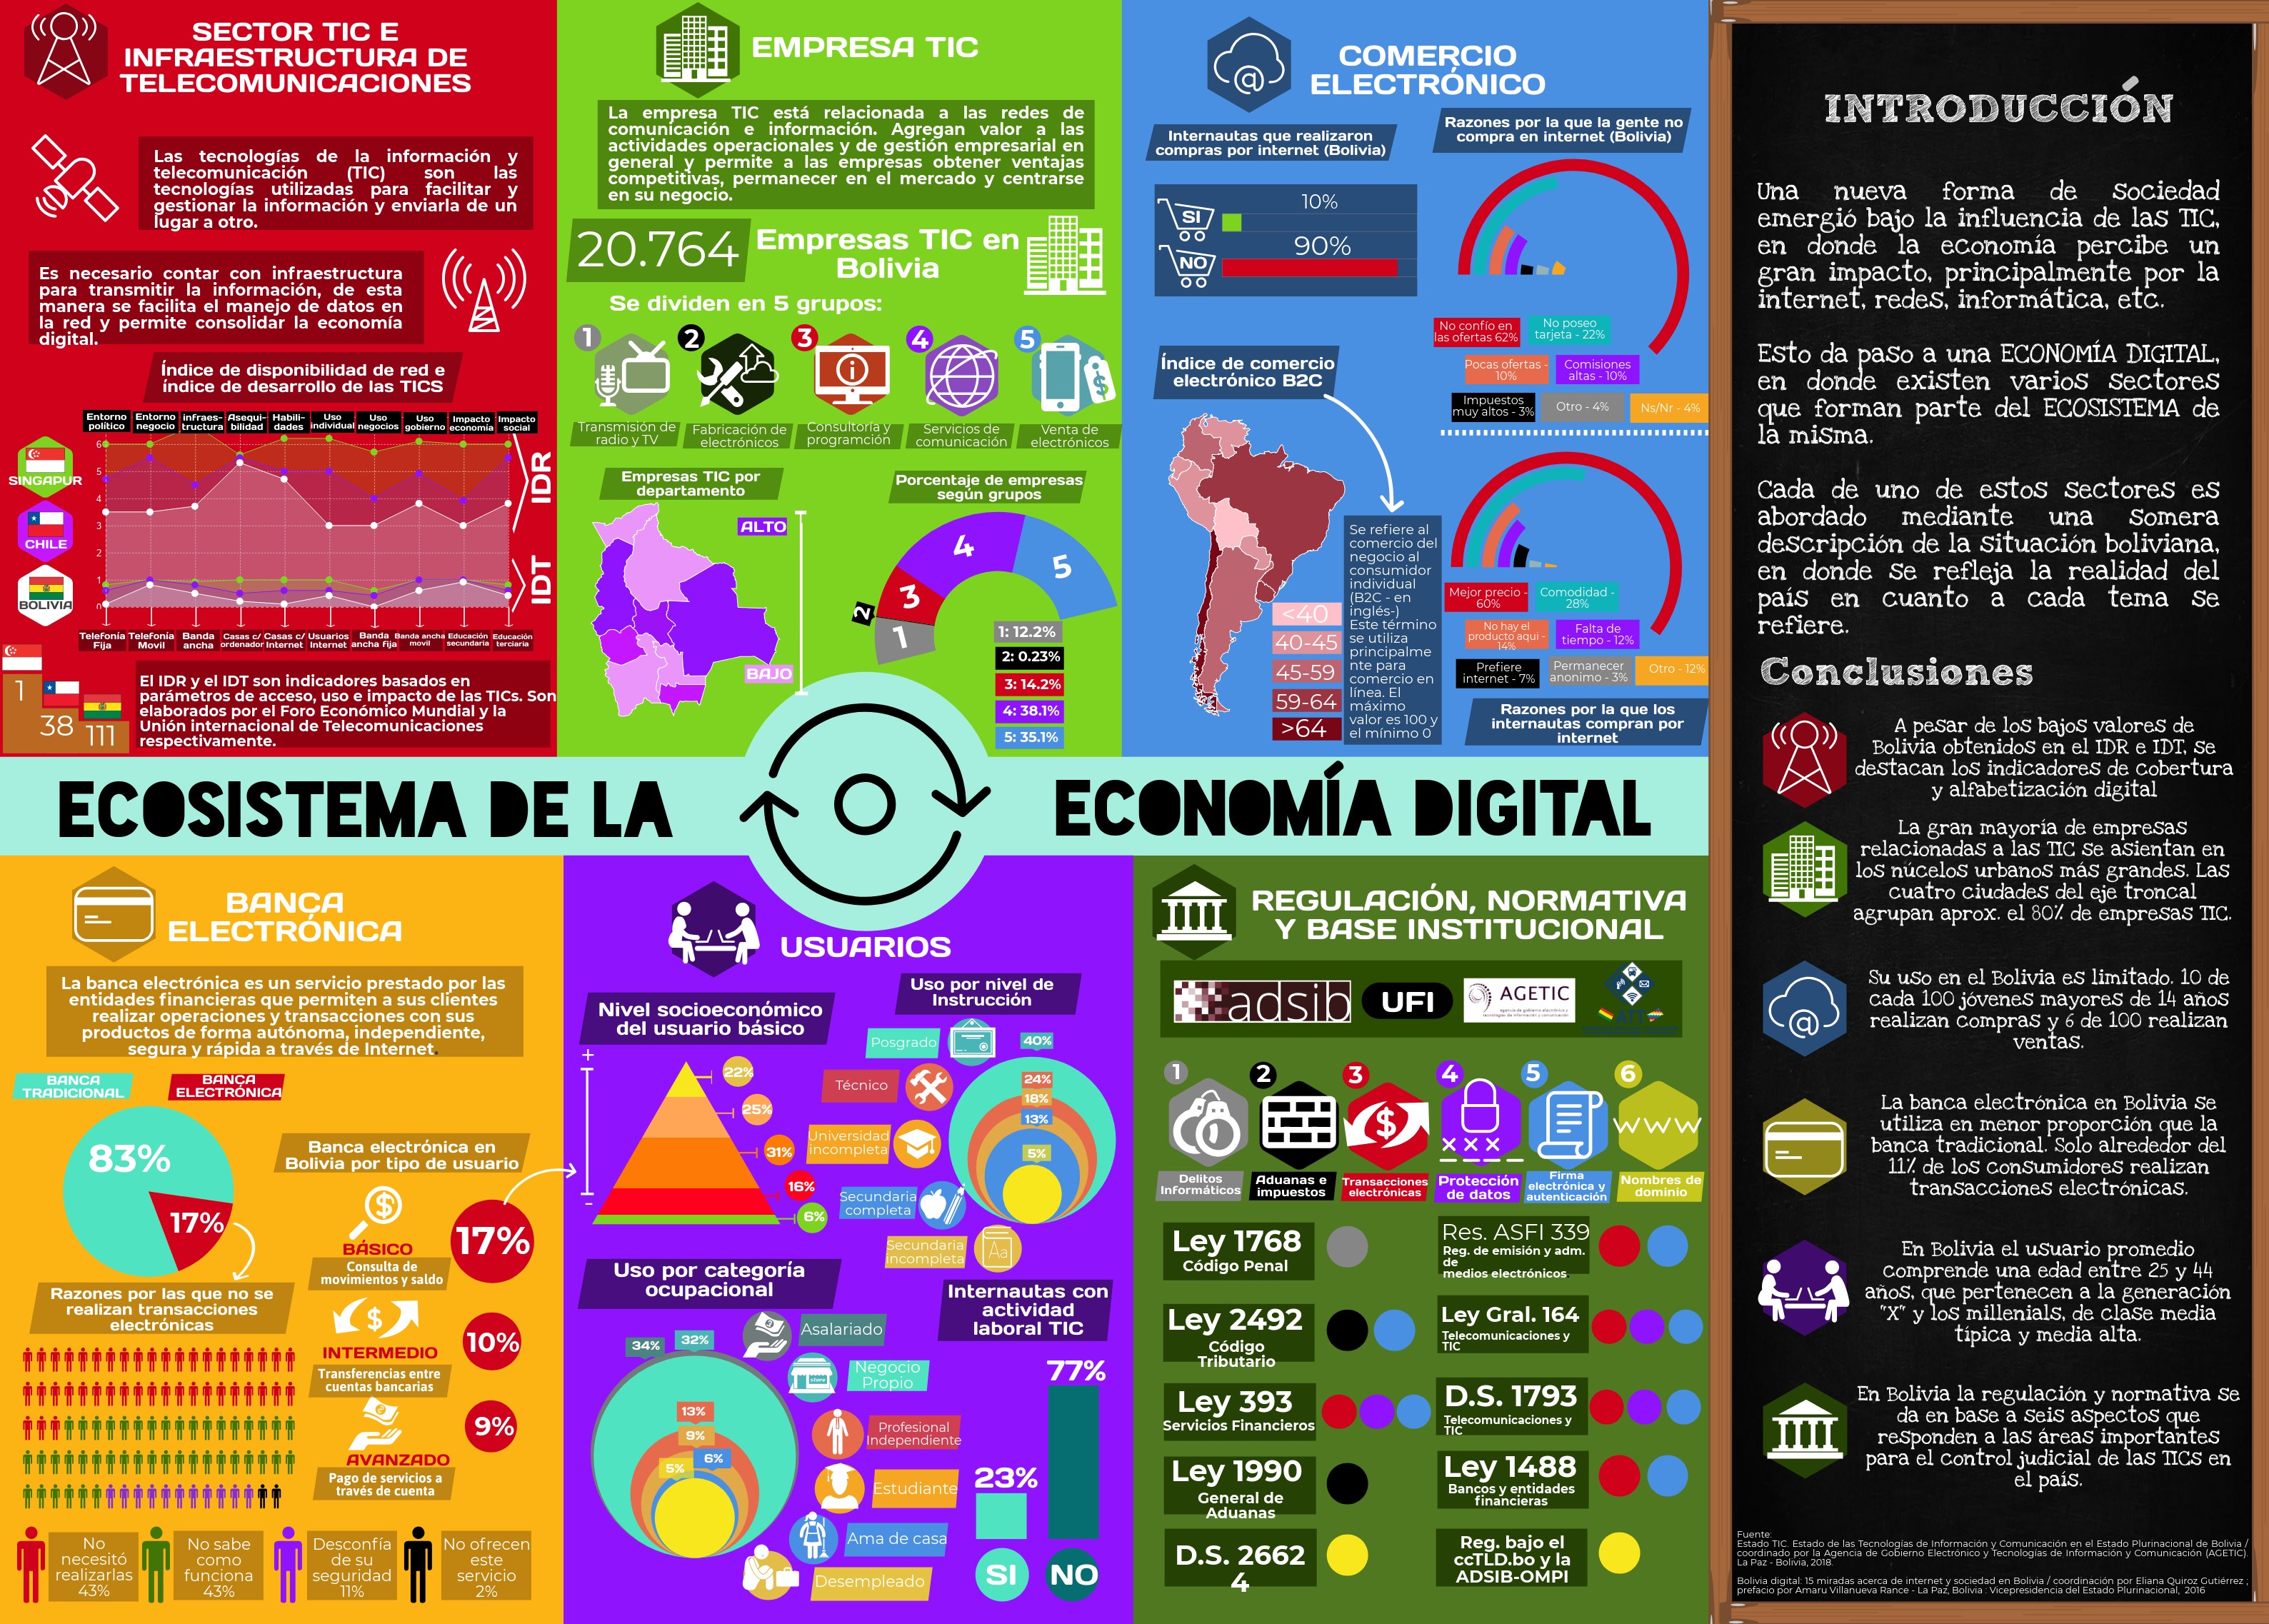 SECTOR TIC E
INFRAESTRUCTURA DE
TELECOMUNICACIONES
Las tecnologías de la información y
telecomunicación (TIC) son las
tecnologías utilizadas para facilitar y
gestionar la información y enviarla de un
lugar a otro.
Es necesario contar con infraestructura
para transmitir la información, de esta
manera se facilita el manejo de datos en
la red y permite consolidar la economía
digital.
Índice de disponibilidad de red e
índice de desarrollo de las TICS
Entorno político
Entorno negocio
infraes-tructura
Asequi-bilidad
Habili-dades
Uso individual
Uso negocios
Uso gobierno
Impacto economía
Impacto social
6
5
4
3
2
1
0
SINGAPUR
CHILE
BOLIVIA
IDR
IDT
Telefonía Fija
Telefonía Movil
Banda ancha
Casas c/ ordenador
Casas c/ Internet
Usuarios Internet
Banda ancha fija
Banda ancha movil
Educación secundaria
Educación terciaria
1
38
111
El IDR y el IDT son indicadores basados en
parámetros de acceso, uso e impacto de las TICs. Son
elaborados por el Foro Económico Mundial y la
Unión internacional de Telecomunicaciones
respectivamente.
EMPRESA TIC
La empresa TIC está relacionada a las redes de
comunicación e información. Agregan valor a las
actividades operacionales y de gestión empresarial en
general y permite a las empresas obtener ventajas
competitivas, permanecer en el mercado y centrarse
en su negocio.
20.764
Empresas TIC en
Bolivia
Se dividen en 5 grupos:
1
2
3
4
5
Transmisión de
radio y TV
Fabricación de
electrónicos
Consultoría y
programción
Servicios de
comunicación
Venta de
electrónicos
Empresas TIC por
departamento
ALTO
BAJO
Porcentaje de empresas
según grupos
1
2
3
4
5
1: 12.2%
2: 0.23%
3: 14.2%
4: 38.1%
5: 35.1%
COMERCIO
ELECTRÓNICO
Internautas que realizaron
compras por internet (Bolivia)
SI
10%
NO
90%
Razones por la que la gente no
compra en internet (Bolivia)
No confío en
las ofertas 62%
No poseo
tarjeta - 22%
Pocas ofertas -
10%
Comisiones
altas - 10%
Impuestos
muy altos - 3%
Otro - 4%
Ns/Nr - 4%
Índice de comercio
electrónico B2C
Se refiere al
comercio del
negocio al
consumidor
individual
(B2C - en
inglés-)
Este término
se utiliza
principalme
nte para
comercio en
línea. El
máximo
valor es 100 y
el mínimo 0
<40
40-45
45-59
59-64
>64
Mejor precio -
60%
Comodidad -
28%
No hay el
producto aqui -
14%
Falta de
tiempo - 12%
Prefiere
internet - 7%
Permanecer
anonimo - 3%
Otro - 12%
Razones por la que los
internautas compran por
internet
ECOSISTEMA DE LA
ECONOMÍA DIGITAL
BANCA
ELECTRÓNICA
La banca electrónica es un servicio prestado por las
entidades financieras que permiten a sus clientes
realizar operaciones y transacciones con sus
productos de forma autónoma, independiente,
segura y rápida a través de Internet.
BANCA
TRADICIONAL
BANCA
ELECTRÓNICA
83%
17%
Banca electrónica en
Bolivia por tipo de usuario
BÁSICO
Consulta de
movimientos y saldo
17%
INTERMEDIO
Transferencias entre
cuentas bancarias
10%
AVANZADO
Pago de servicios a
través de cuenta
9%
Razones por las que no se
realizan transacciones
electrónicas
No
necesitó
realizarlas
43%
No sabe
como
funciona
43%
Desconfía
de su
seguridad
11%
No ofrecen
este
servicio
2%
USUARIOS
Nivel socioeconómico
del usuario básico
+
-
22%
25%
31%
16%
6%
Uso por nivel de
Instrucción
Posgrado
Técnico
Universidad
incompleta
Secundaria
completa
Secundaria
incompleta
Aa
40%
24%
18%
13%
5%
Uso por categoría
ocupacional
34%
32%
13%
9%
6%
5%
Asalariado
Negocio
Propio
store
Profesional
Independiente
Estudiante
Ama de casa
Desempleado
Internautas con
actividad
laboral TIC
23%
77%
SI
NO
REGULACIÓN, NORMATIVA
Y BASE INSTITUCIONAL
adsib
UFI
AGETIC
ATT
1
2
3
4
5
6
xxx
www
Delitos
Informáticos
Aduanas e
impuestos
Transacciones
electrónicas
Protección
de datos
Firma
electrónica y
autenticación
Nombres de
dominio
Ley 1768
Código Penal
Res. ASFI 339
Reg. de emisión y adm.
de
medios electrónicos.
Ley 2492
Código
Tributario
Ley Gral. 164
Telecomunicaciones y
TIC
Ley 393
Servicios Financieros
D.S. 1793
Telecomunicaciones y
TIC
Ley 1990
General de
Aduanas
Ley 1488
Bancos y entidades
financieras
D.S. 2662
4
Reg. bajo el
ccTLD.bo y la
ADSIB-OMPI
INTRODUCCIÓN
Una nueva forma de sociedad
emergió bajo la influencia de las TIC,
en donde la economía percibe un
gran impacto, principalmente por la
internet, redes, informática, etc.
Esto da paso a una ECONOMÍA DIGITAL,
en donde existen varios sectores
que forman parte del ECOSISTEMA de
la misma.
Cada de uno de estos sectores es
abordado mediante una somera
descripción de la situación boliviana,
en donde se refleja la realidad del
país en cuanto a cada tema se
refiere.
Conclusiones
A pesar de los bajos valores de
Bolivia obtenidos en el IDR e IDT, se
destacan los indicadores de cobertura
y alfabetización digital
La gran mayoría de empresas
relacionadas a las TIC se asientan en
los núcelos urbanos más grandes. Las
cuatro ciudades del eje troncal
agrupan aprox. el 80% de empresas TIC.
Su uso en el Bolivia es limitado. 10 de
cada 100 jóvenes mayores de 14 años
realizan compras y 6 de 100 realizan
ventas.
La banca electrónica en Bolivia se
utiliza en menor proporción que la
banca tradicional. Solo alrededor del
11% de los consumidores realizan
transacciones electrónicas.
En Bolivia el usuario promedio
comprende una edad entre 25 y 44
años, que pertenecen a la generación
"X" y los millenials, de clase media
típica y media alta.
En Bolivia la regulación y normativa se
da en base a seis aspectos que
responden a las áreas importantes
para el control judicial de las TICs en
el país.
Fuente:
Estado TIC. Estado de las Tecnologías de Información y Comunicación en el Estado Plurinacional de Bolivia /
coordinado por la Agencia de Gobierno Electrónico y Tecnologías de Información y Comunicación (AGETIC).
La Paz - Bolivia, 2018.
Bolivia digital: 15 miradas acerca de internet y sociedad en Bolivia / coordinación por Eliana Quiroz Gutiérrez ;
prefacio por Amaru Villanueva Rance - La Paz, Bolivia : Vicepresidencia del Estado Plurinacional, 2016